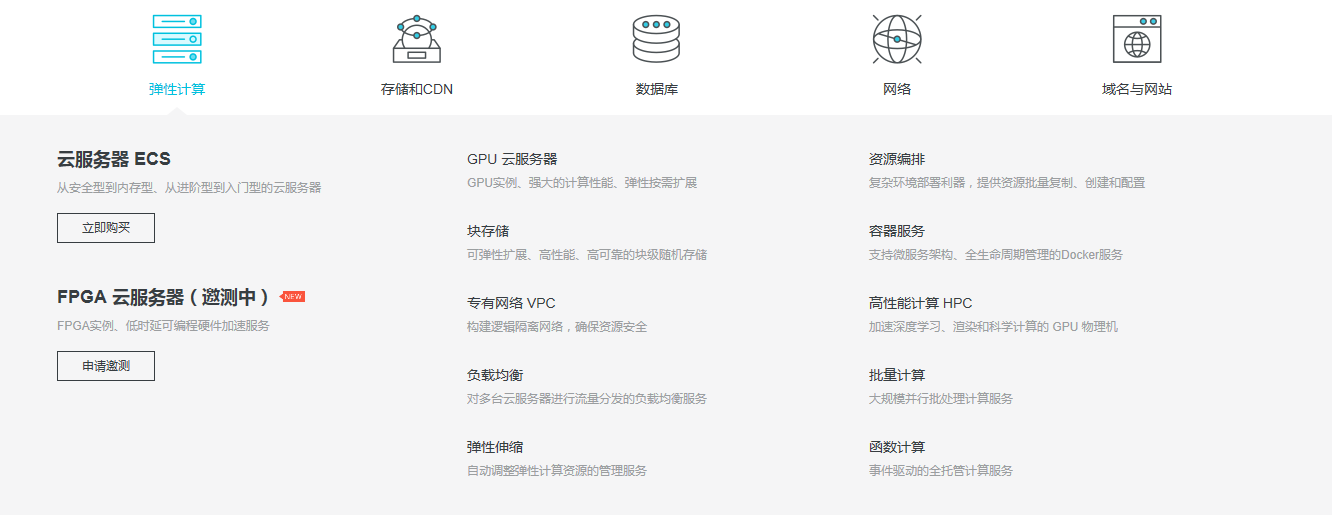 弹性计算
存储和CDN
数据库
网络
域名与网站
云服务器 ECS
从安全型到内存型、从进阶型到入门型的云服务器
立即购买
FPGA 云服务器（邀测中）
NEW
FPGA实例、低时延可编程硬件加速服务
申请邀测
GPU 云服务器
GPU实例、强大的计算性能、弹性按需扩展
块存储
可弹性扩展、高性能、高可靠的块级随机存储
专有网络 VPC
构建逻辑隔离网络，确保资源安全
负载均衡
对多台云服务器进行流量分发的负载均衡服务
弹性伸缩
自动调整弹性计算资源的管理服务
资源编排
复杂环境部署利器，提供资源批量复制、创建和配置
容器服务
支持微服务架构、全生命周期管理的Docker服务
高性能计算 HPC
加速深度学习、渲染和科学计算的 GPU 物理机
批量计算
大规模并行批处理计算服务
函数计算
事件驱动的全托管计算服务